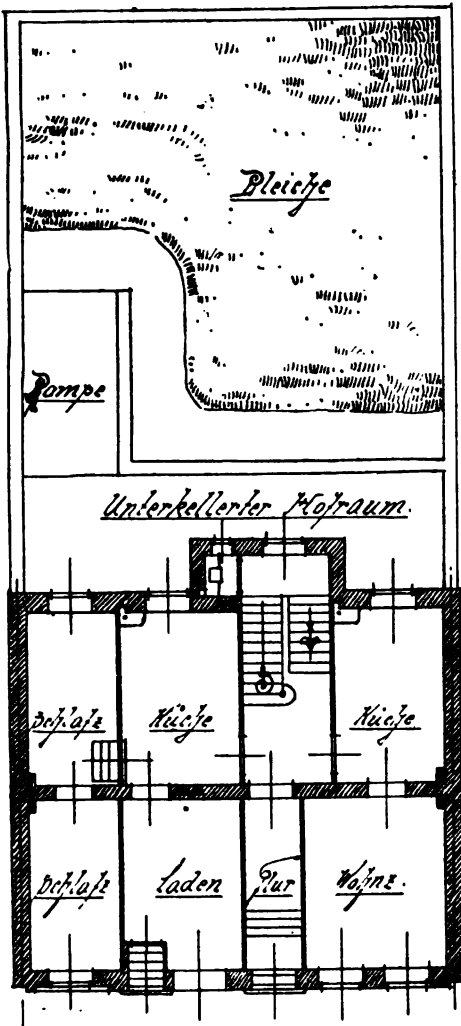 Bleiche
Pumpe
Unterkellerter Hofraum.
Schlafz Küche Küche
Schlafz Laden Flur Wohnz.